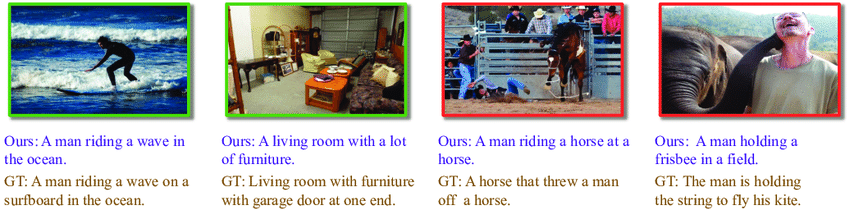 Ours: A man riding a wave in
the ocean.
GT: A man riding a wave on a
surfboard in the ocean.
Ours: A living room with a lot
of furniture.
GT: Living room with furniture
with garage door at one end.
Ours: A man riding a horse at a
horse.
GT: A horse that threw a man
off a horse.
Ours: A man holding a
frisbee in a field.
GT: The man is holding
the string to fly his kite.